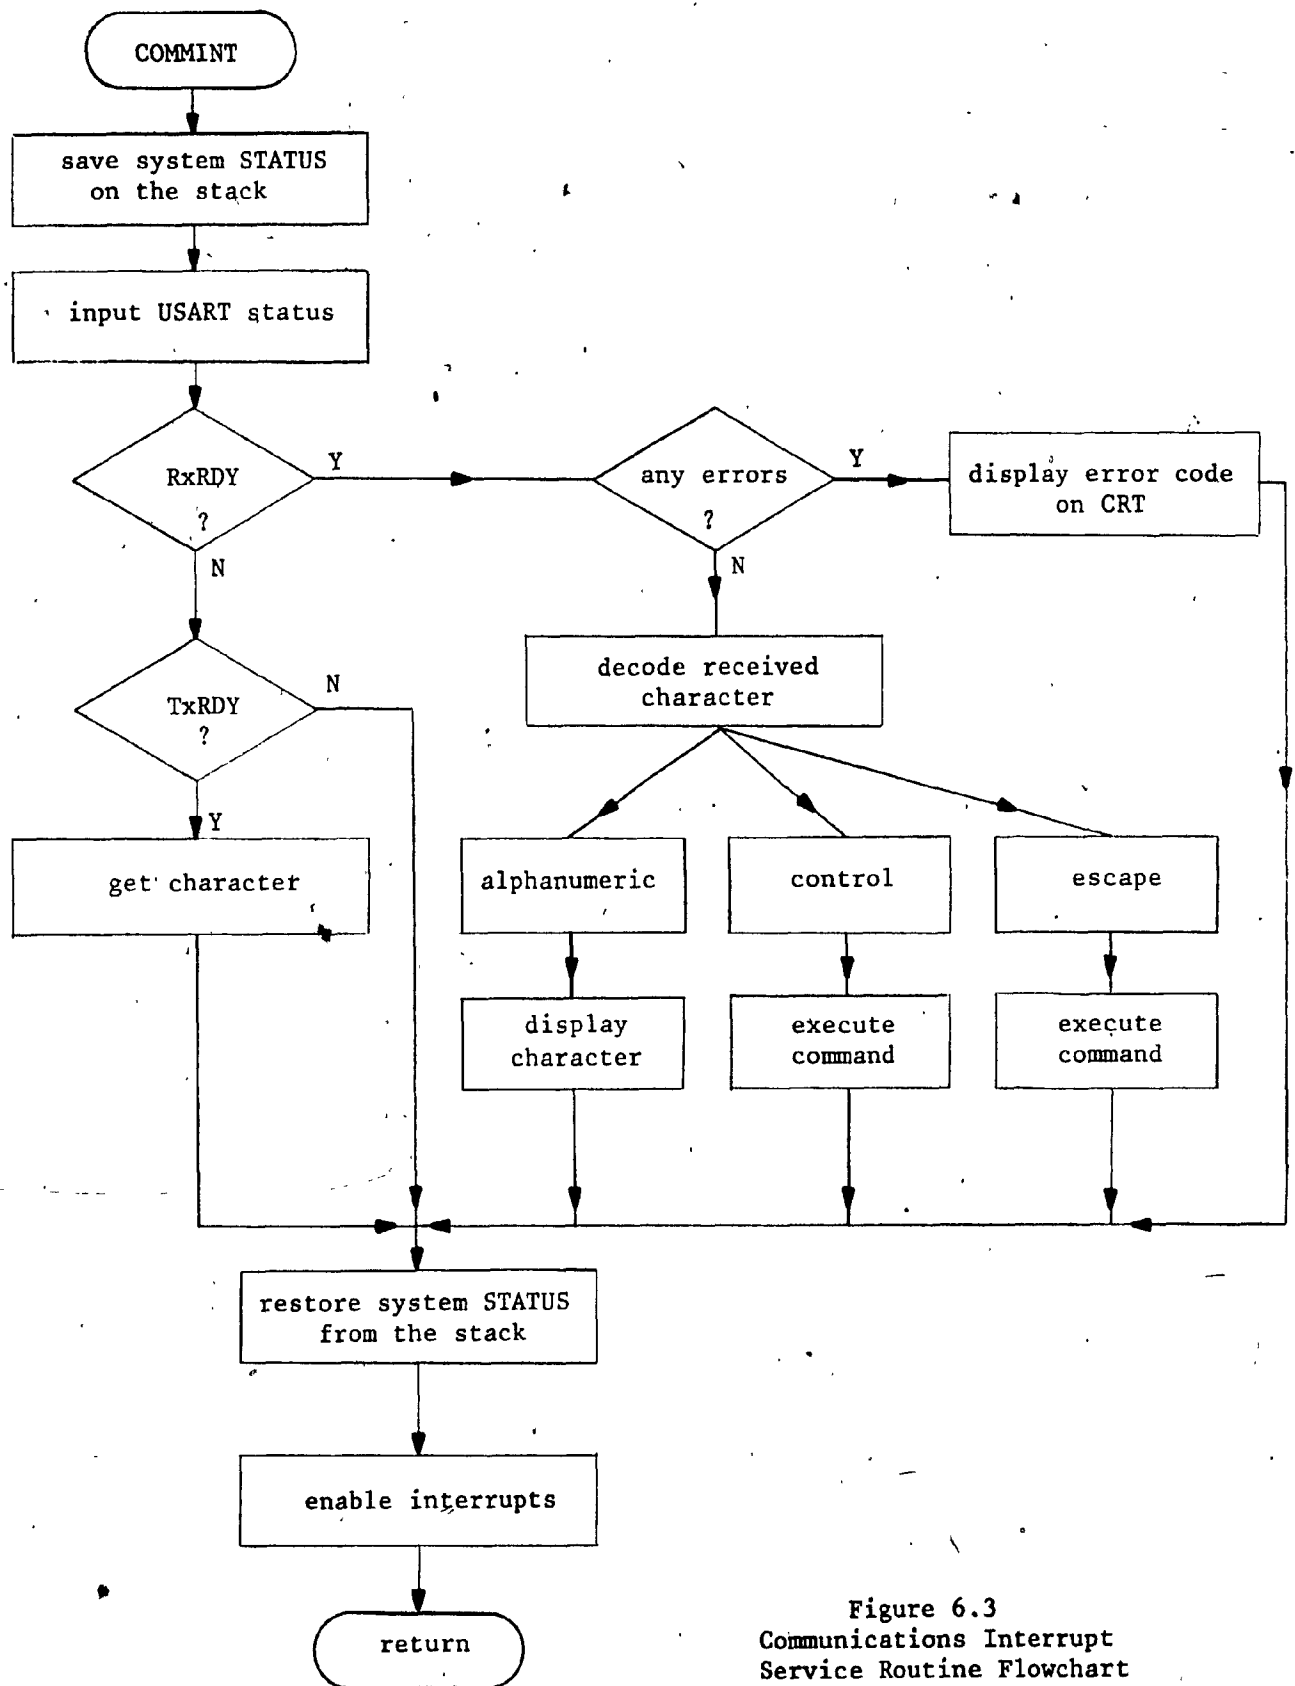 COMMINT
save system STATUS
on the stack
input USART status
RxRDY
?
Y
any errors
?
Y
display error code
on CRT
N
N
decode received
character
TxRDY
?
N
Y
get character
alphanumeric
control
escape
display
character
execute
command
execute
command
restore system STATUS
from the stack
enable interrupts
return
Figure 6.3
Communications Interrupt
Service Routine Flowchart